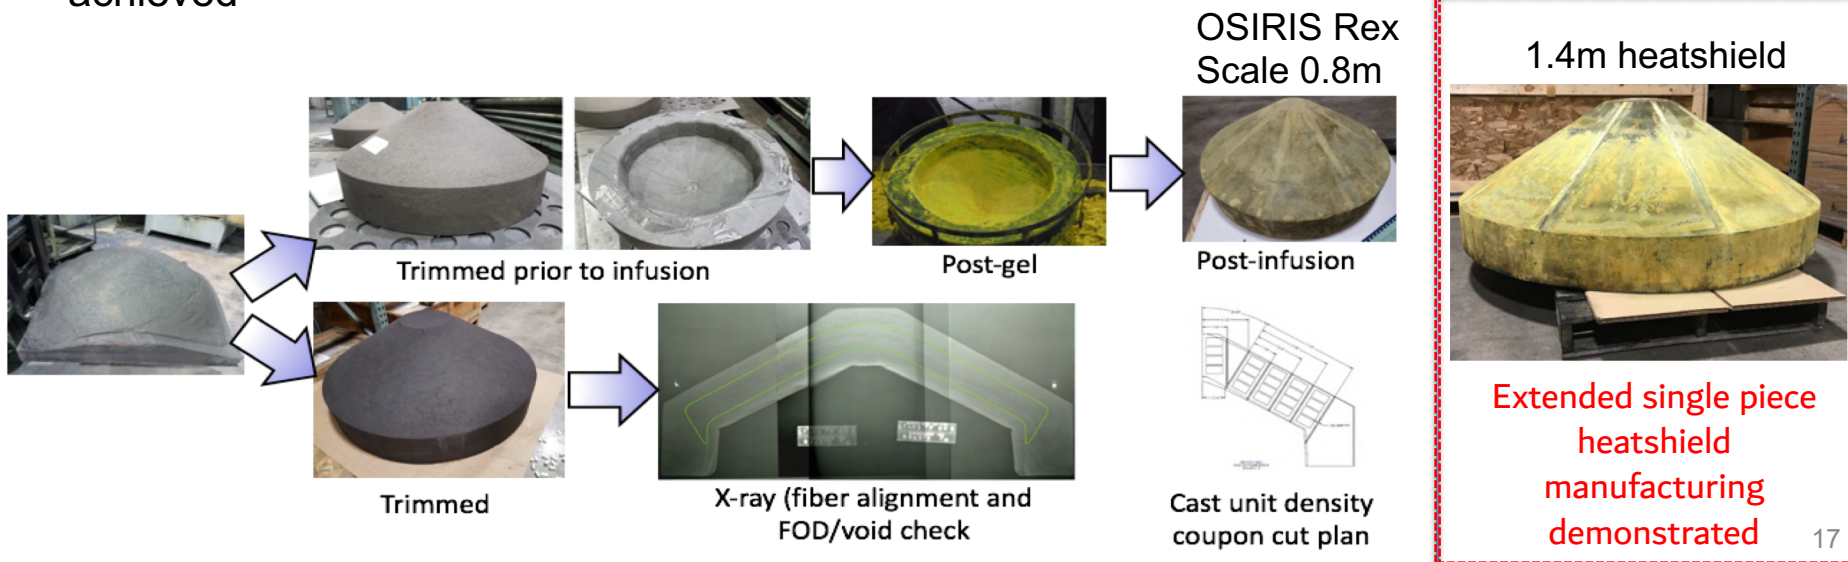 achieved
OSIRIS Rex
Scale 0.8m
1.4m heatshield
Trimmed prior to infusion
Post-gel
Post-infusion
Trimmed
X-ray (fiber alignment and
FOD/void check
Cast unit density
coupon cut plan
Extended single piece
heatshield
manufacturing
demonstrated
17